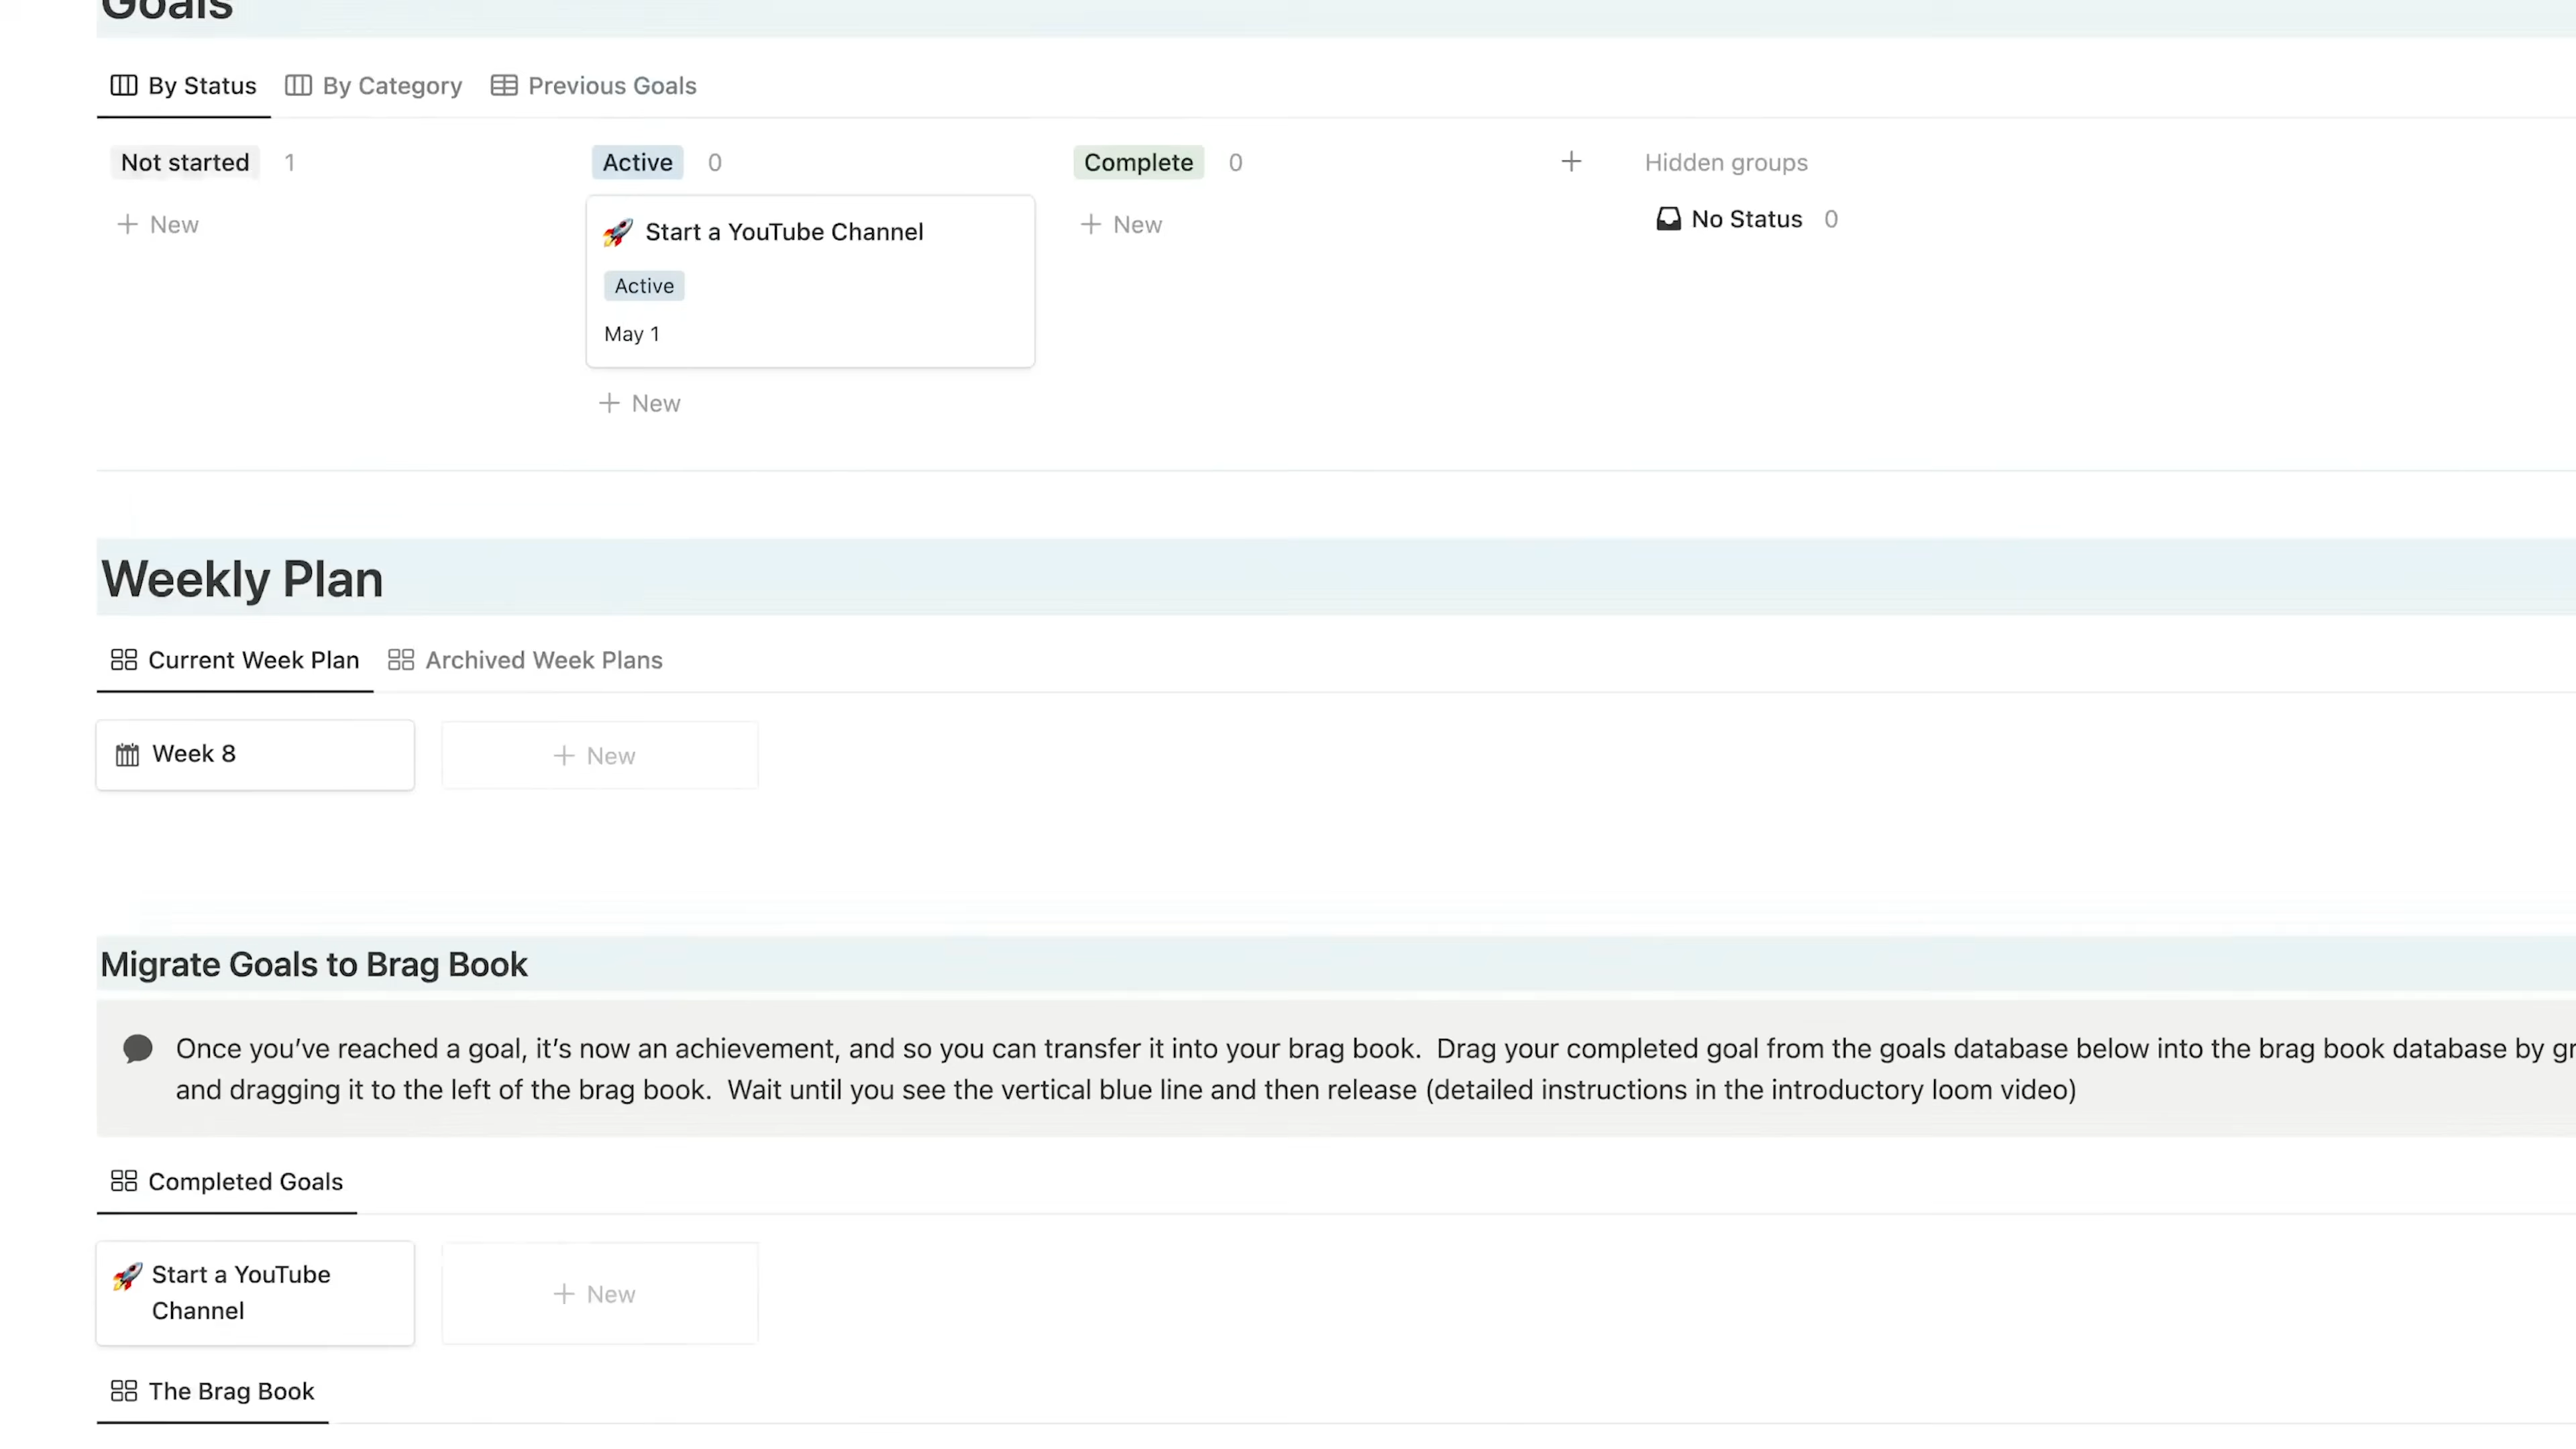 Goals
By Status By Category Previous Goals
Not started 1 Active 0 Complete 0 Hidden groups
New
Start a YouTube Channel
New
No Status 0
Active
May 1
New
Weekly Plan
Current Week Plan Archived Week Plans
Week 8 New
Migrate Goals to Brag Book
Once you’ve reached a goal, it’s now an achievement, and so you can transfer it into your brag book. Drag your completed goal from the goals database below into the brag book database by
and dragging it to the left of the brag book. Wait until you see the vertical blue line and then release (detailed instructions in the introductory loom video)
Completed Goals
Start a YouTube
Channel
New
The Brag Book